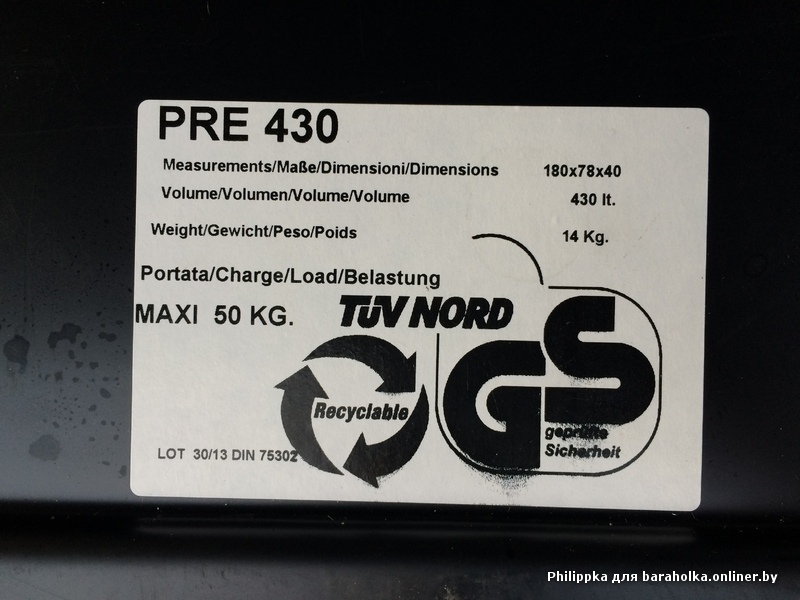 PRE 430
Measurements/Maße/Dimensioni/Dimensions 180x78x40
Volume/Volumen/Volume/Volume 430 lt.
Weight/Gewicht/Peso/Poids 14 Kg.
Portata/Charge/Load/Belastung
MAXI 50 KG.
TÜV NORD
GS
Recyclable
geprüfte
Sicherheit
LOT 30/13 DIN 75302
Philippka для baraholka.onliner.by